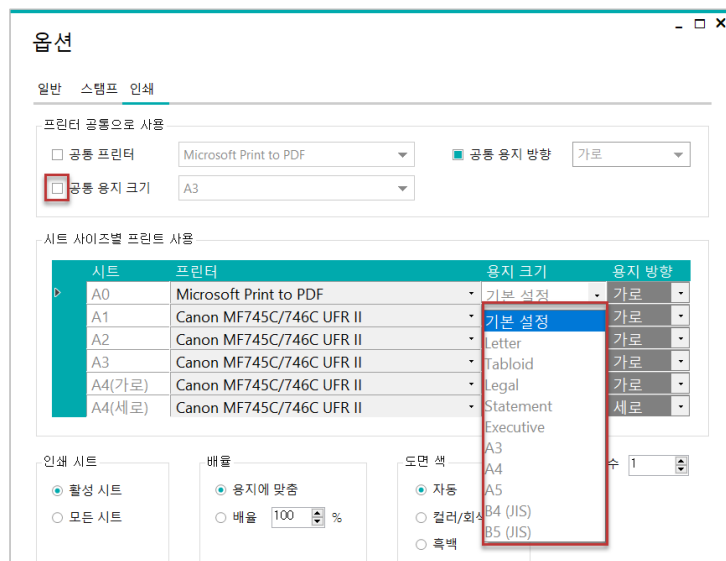 옵션
일반 스탬프 인쇄
프린터 공통으로 사용
공통 프린터 Microsoft Print to PDF 공통 용지 방향 가로
공통 용지 크기 A3
시트 사이즈별 프린트 사용
시트 프린터 용지 크기 용지 방향
A0 Microsoft Print to PDF 기본 설정 가로
A1 Canon MF745C/746C UFR II 기본 설정 가로
A2 Canon MF745C/746C UFR II Letter 가로
A3 Canon MF745C/746C UFR II Tabloid 가로
A4(가로) Canon MF745C/746C UFR II Legal 가로
A4(세로) Canon MF745C/746C UFR II Statement 세로
Executive
A3
인쇄 시트 배율 도면 색 A4 수 1
활성 시트 용지에 맞춤 자동 A5
모든 시트 배율 100 % 컬러/회색 B4 (JIS)
B5 (JIS)
흑백